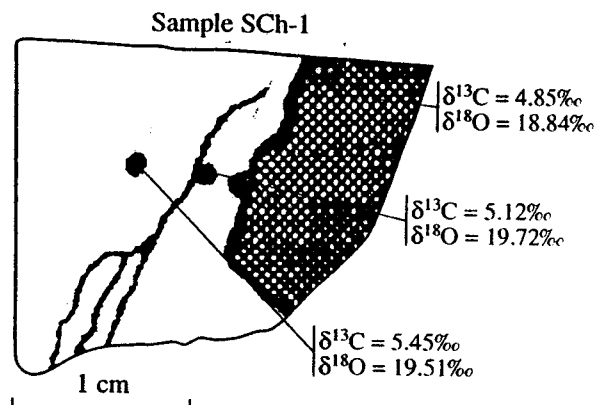 Sample SCh-1
δ¹³C = 4.85‰
δ¹⁸O = 18.84‰
δ¹³C = 5.12‰
δ¹⁸O = 19.72‰
δ¹³C = 5.45‰
δ¹⁸O = 19.51‰
1 cm